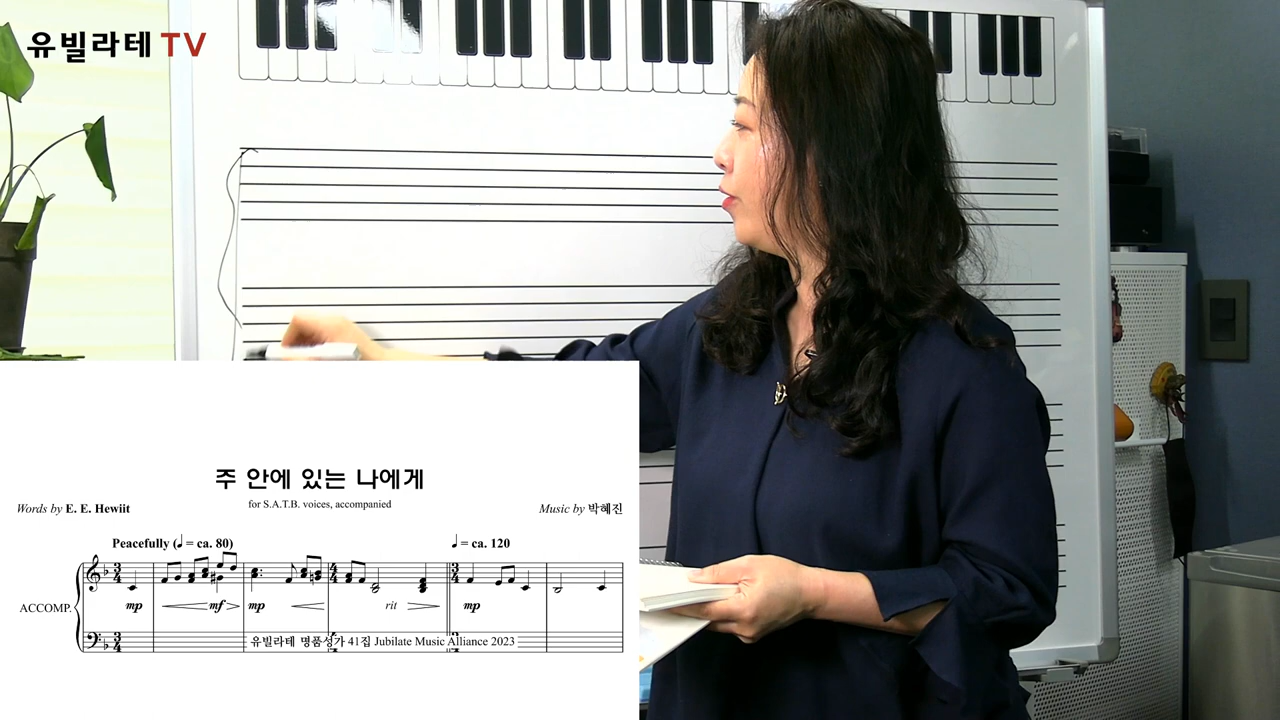 유빌라테 TV
주 안에 있는 나에게
for S.A.T.B. voices, accompanied
Words by E. E. Hewiit
Music by 박혜진
Peacefully (♩ = ca. 80)
♩ = ca. 120
ACCOMP.
mp mf mp rit mp
유빌라테 명품성가 41집 Jubilate Music Alliance 2023